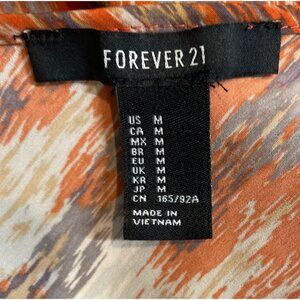 FOREVER 21
US M
CA M
MX M
BR M
EU M
UK M
KR M
JP M
CN 165/92A
MADE IN
VIETNAM